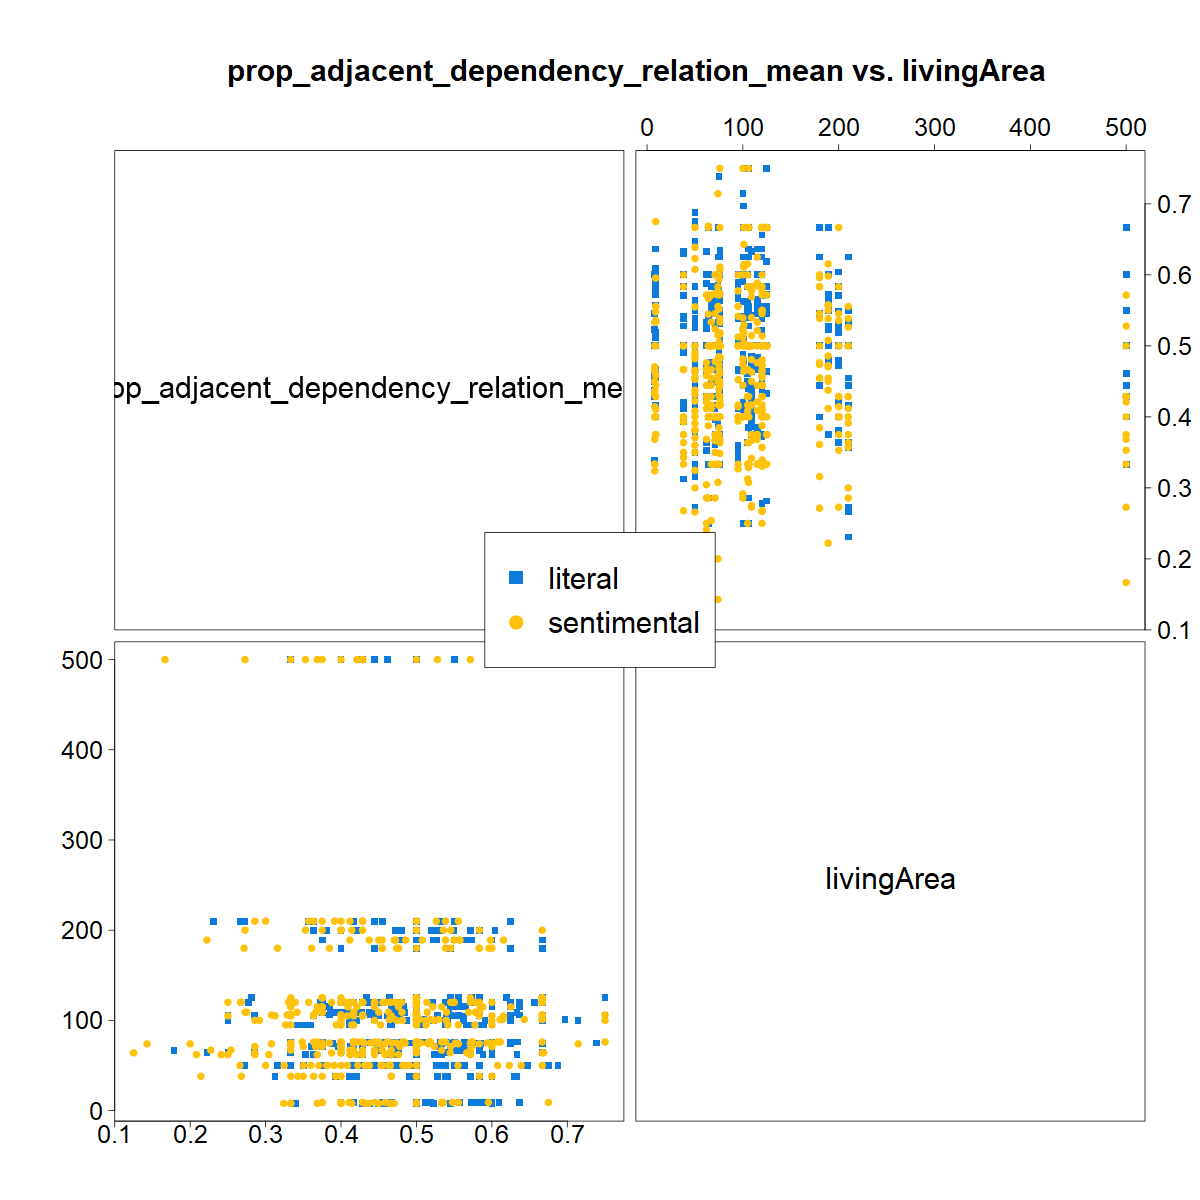 prop_adjacent_dependency_relation_mean vs. livingArea
0 100 200 300 400 500
0.7
0.6
0.5
0.4
0.3
0.2
0.1
op_adjacent_dependency_relation_me
literal
sentimental
500
400
300
200
100
0
livingArea
0.1 0.2 0.3 0.4 0.5 0.6 0.7